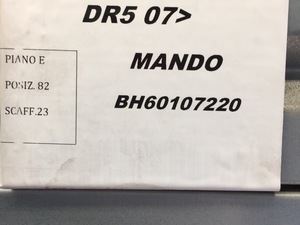 DR5 07>
PIANO E
MANDO
POSIZ. 82
BH60107220
SCAFF.23